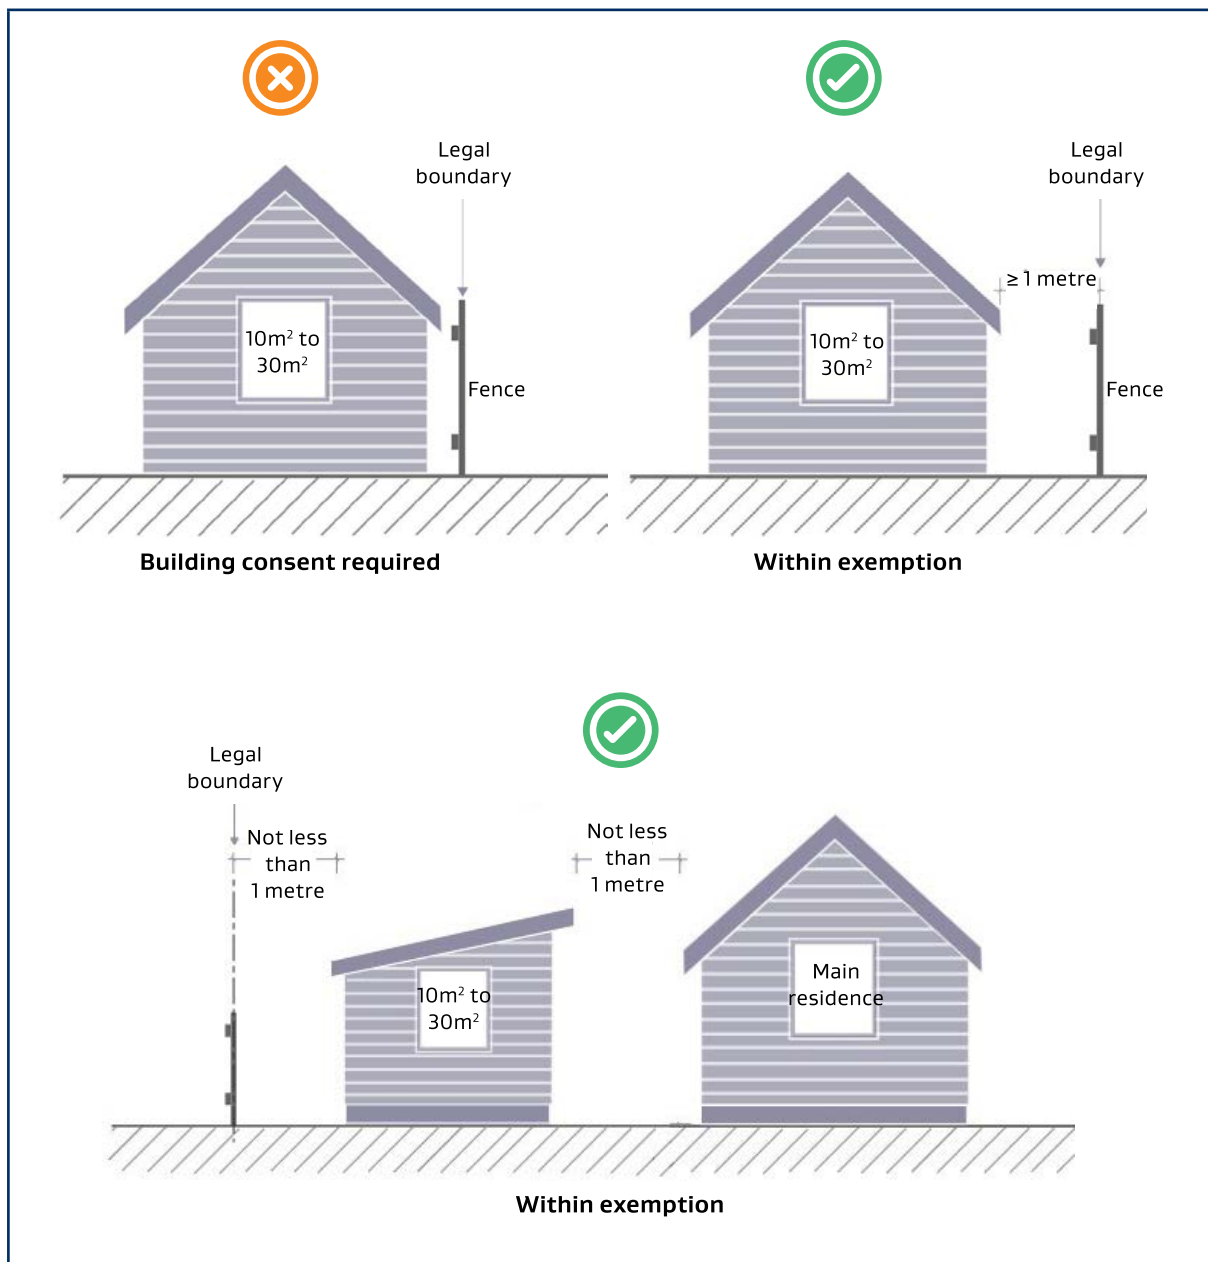 Legal
boundary
10m² to
30m²
Fence
Building consent required
Legal
boundary
≥ 1 metre
10m² to
30m²
Fence
Within exemption
Legal
boundary
Not less
than
1 metre
Not less
than
1 metre
10m² to
30m²
Main
residence
Within exemption